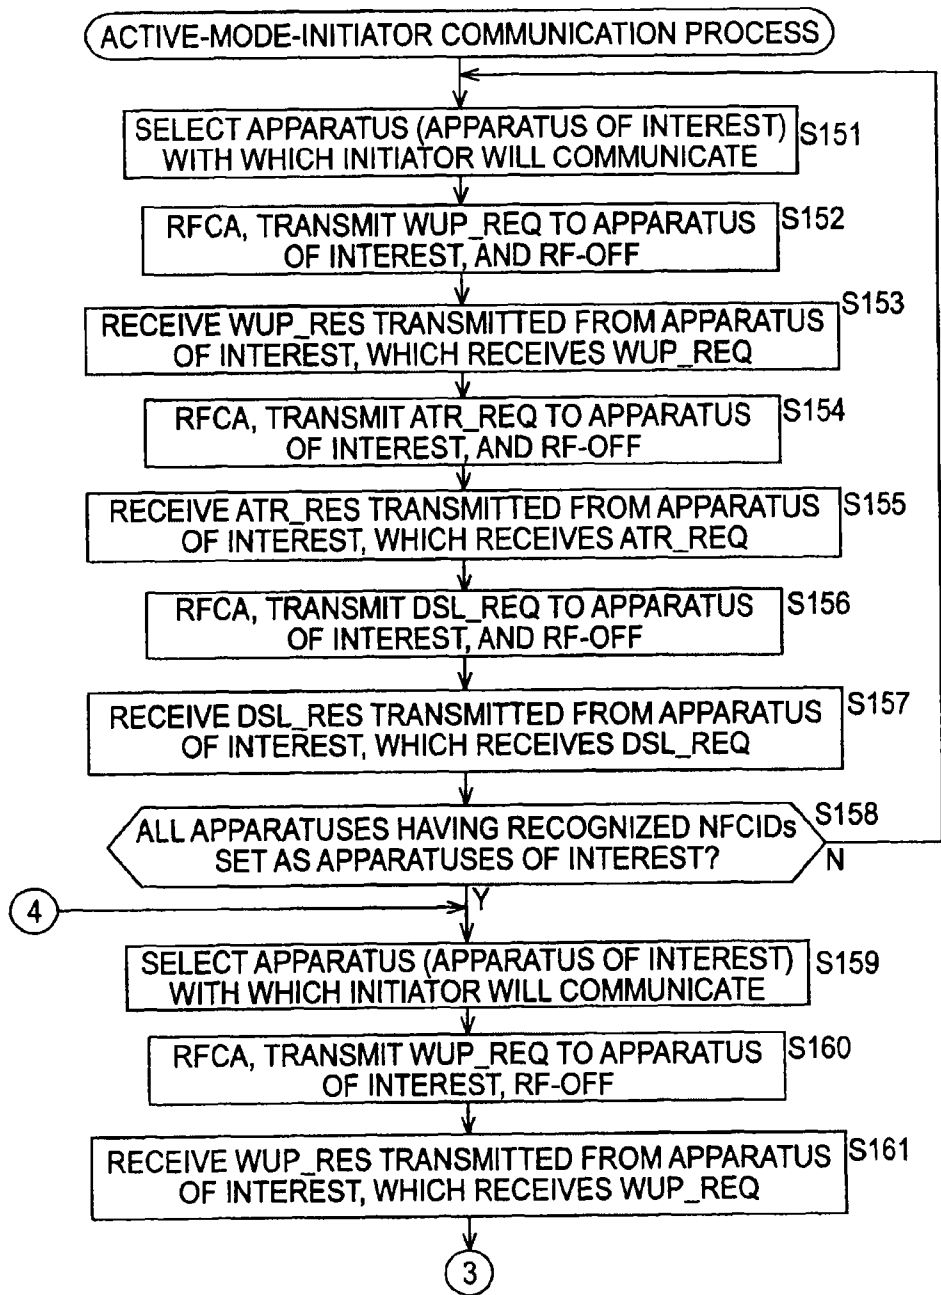 ACTIVE-MODE-INITIATOR COMMUNICATION PROCESS
SELECT APPARATUS (APPARATUS OF INTEREST)
WITH WHICH INITIATOR WILL COMMUNICATE
S151
RFCA, TRANSMIT WUP_REQ TO APPARATUS
OF INTEREST, AND RF-OFF
S152
RECEIVE WUP_RES TRANSMITTED FROM APPARATUS
OF INTEREST, WHICH RECEIVES WUP_REQ
S153
RFCA, TRANSMIT ATR_REQ TO APPARATUS
OF INTEREST, AND RF-OFF
S154
RECEIVE ATR_RES TRANSMITTED FROM APPARATUS
OF INTEREST, WHICH RECEIVES ATR_REQ
S155
RFCA, TRANSMIT DSL_REQ TO APPARATUS
OF INTEREST, AND RF-OFF
S156
RECEIVE DSL_RES TRANSMITTED FROM APPARATUS
OF INTEREST, WHICH RECEIVES DSL_REQ
S157
ALL APPARATUSES HAVING RECOGNIZED NFCIDs
SET AS APPARATUSES OF INTEREST?
S158
N
Y
4
SELECT APPARATUS (APPARATUS OF INTEREST)
WITH WHICH INITIATOR WILL COMMUNICATE
S159
RFCA, TRANSMIT WUP_REQ TO APPARATUS
OF INTEREST, RF-OFF
S160
RECEIVE WUP_RES TRANSMITTED FROM APPARATUS
OF INTEREST, WHICH RECEIVES WUP_REQ
S161
3